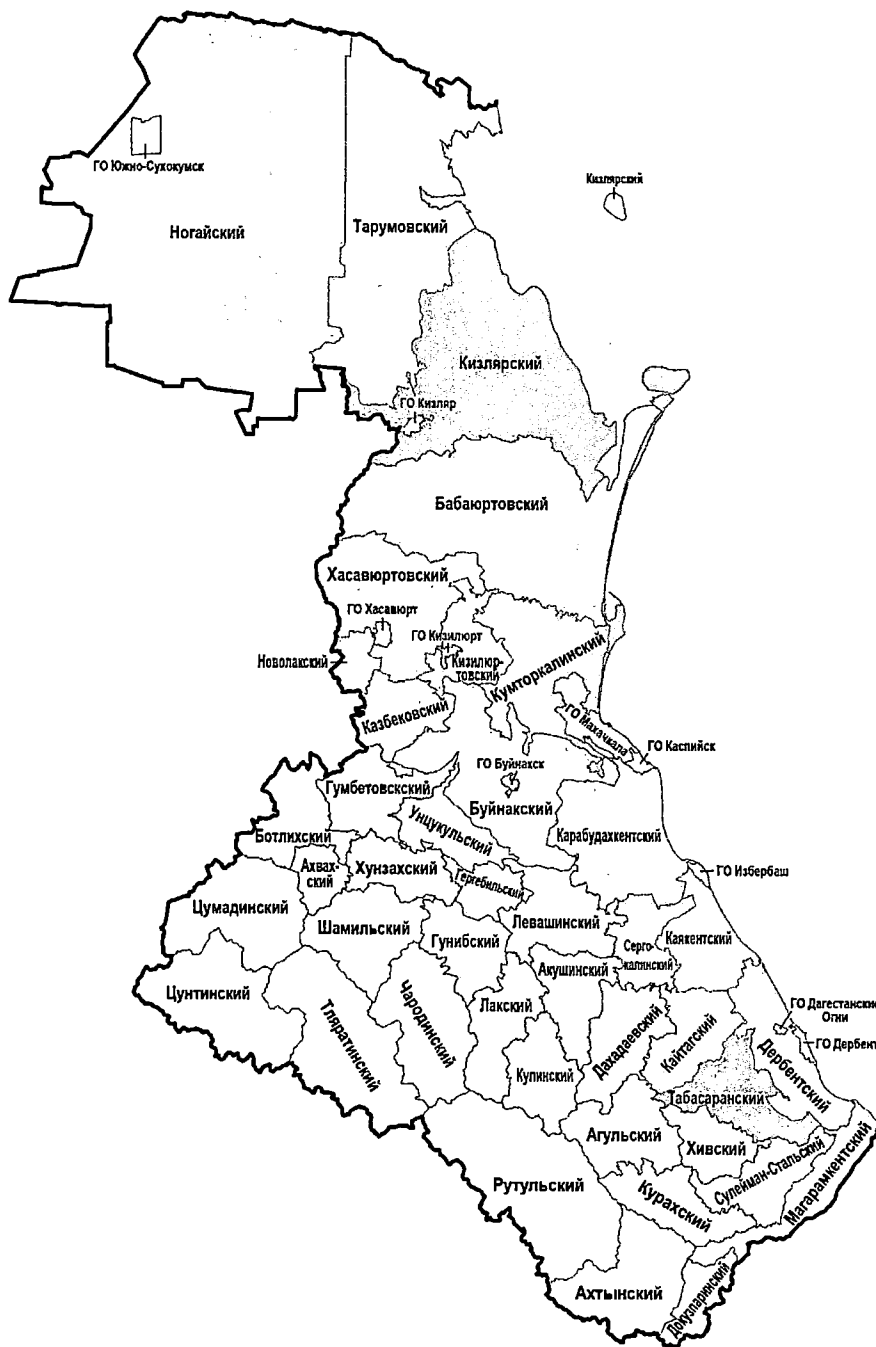 ГО Южно-Сухокумск
Кизлярский
Ногайский
Тарумовский
Кизлярский
ГО Кизляр
Бабаюртовский
Хасавюртовский
ГО Хасавюрт
ГО Кизилюрт
Новолакский
Кизилюр-
товский
Кумторкалинский
Казбековский
ГО Махачкала
ГО Каспийск
ГО Буйнакск
Гумбетовскский
Буйнакский
Унцукульский
Карабудахкентский
Ботлихский
Ахвах-
ский
Хунзахский
Гергебильский
ГО Избербаш
Цумадинский
Шамильский
Гунибский
Левашинский
Серго-
калинский
Каякентский
Акушинский
Цунтинский
Тляратинский
Чародинский
Лакский
Дахадаевский
Кайтагский
ГО Дагестанские
Огни
ГО Дербент
Дербентский
Кулинский
Табасаранский
Агульский
Хивский
Сулейман-Стальский
Магарамкентский
Рутульский
Курахский
Ахтынский
Докузпаринский